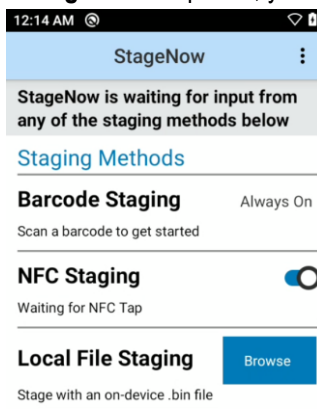 12:14 AM
StageNow
StageNow is waiting for input from
any of the staging methods below
Staging Methods
Barcode Staging Always On
Scan a barcode to get started
NFC Staging
Waiting for NFC Tap
Local File Staging Browse
Stage with an on-device .bin file